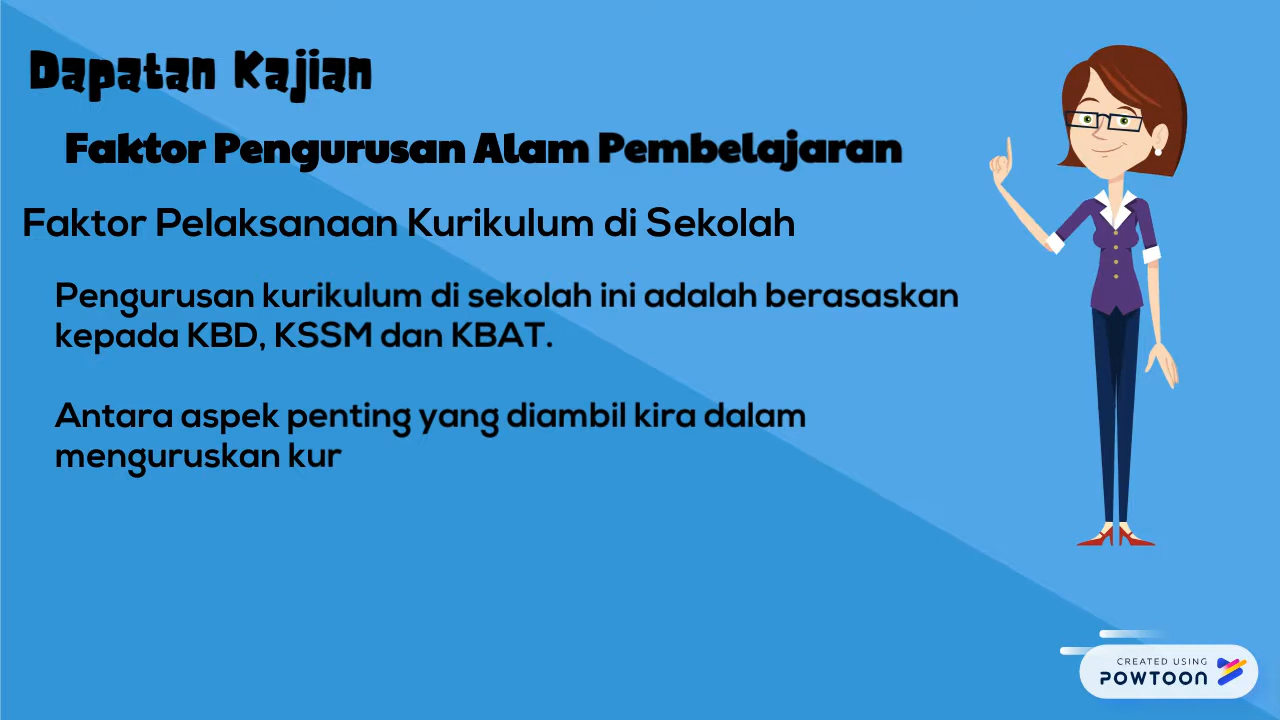 Dapatan Kajian
Faktor Pengurusan Alam Pembelajaran
Faktor Pelaksanaan Kurikulum di Sekolah
Pengurusan kurikulum di sekolah ini adalah berasaskan
kepada KBD, KSSM dan KBAT.
Antara aspek penting yang diambil kira dalam
menguruskan kur
CREATED USING
POWTOON